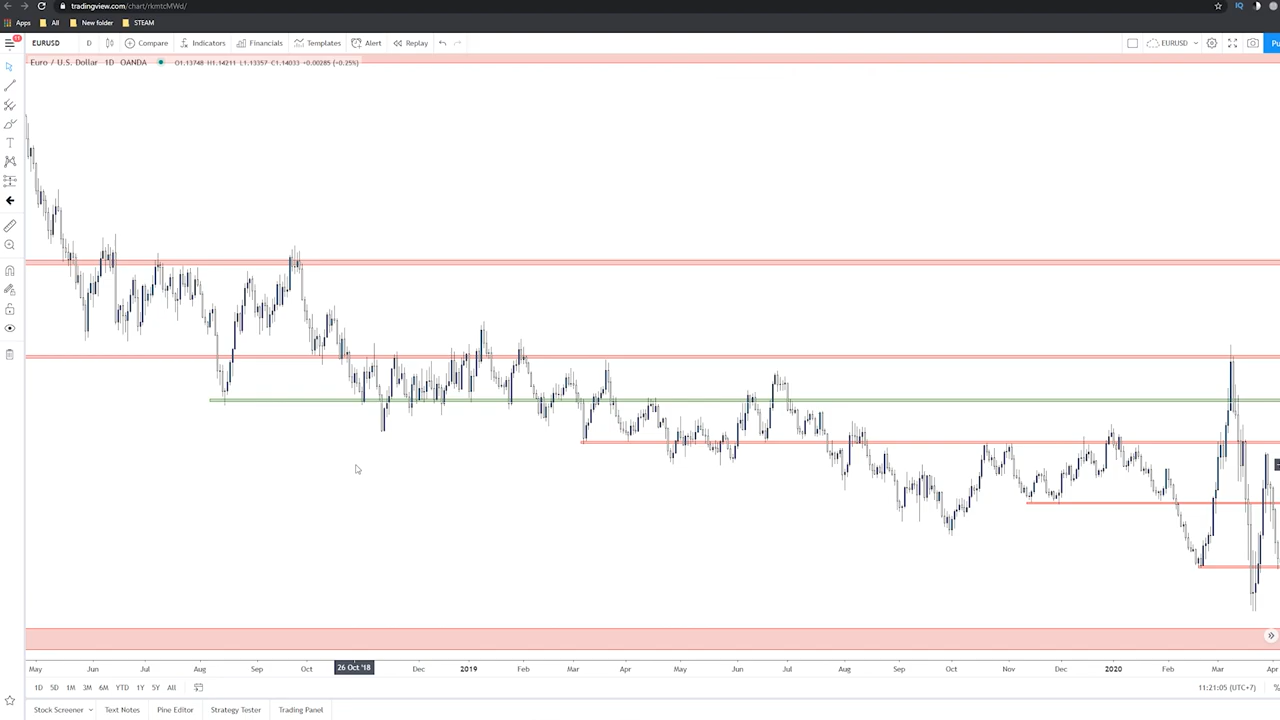 tradingview.com/chart/rkmtcMWd/
Apps All New folder STEAM
11
EURUSD D Compare Indicators Financials Templates Alert Replay EURUSD Pu
Euro / U.S. Dollar 1D OANDA O1.13748 H1.14211 L1.13357 C1.14033 +0.00285 (+0.25%)
May Jun Jul Aug Sep Oct 26 Oct '18 Dec 2019 Feb Mar Apr May Jun Jul Aug Sep Oct Nov Dec 2020 Feb Mar Apr
1D 5D 1M 3M 6M YTD 1Y 5Y All 11:21:05 (UTC+7) %
Stock Screener Text Notes Pine Editor Strategy Tester Trading Panel